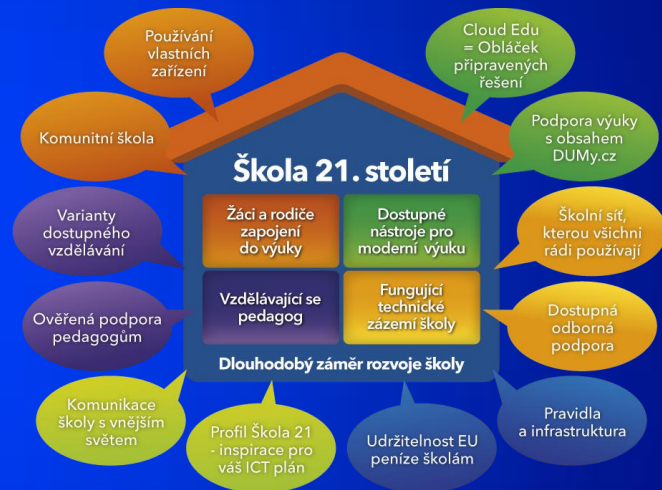 Používání
vlastních
zařízení
Cloud Edu
= Obláček
připravených
řešení
Komunitní škola
Podpora výuky
s obsahem
DUMy.cz
Škola 21. století
Varianty
dostupného
vzdělávání
Žáci a rodiče
zapojení
do výuky
Dostupné
nástroje pro
moderní výuku
Školní síť,
kterou všichni
rádi používají
Ověřená podpora
pedagogům
Vzdělávající se
pedagog
Fungující
technické
zázemí školy
Dostupná
odborná
podpora
Dlouhodobý záměr rozvoje školy
Komunikace
školy s vnějším
světem
Profil Škola 21
- inspirace pro
váš ICT plán
Udržitelnost EU
peníze školám
Pravidla
a infrastruktura